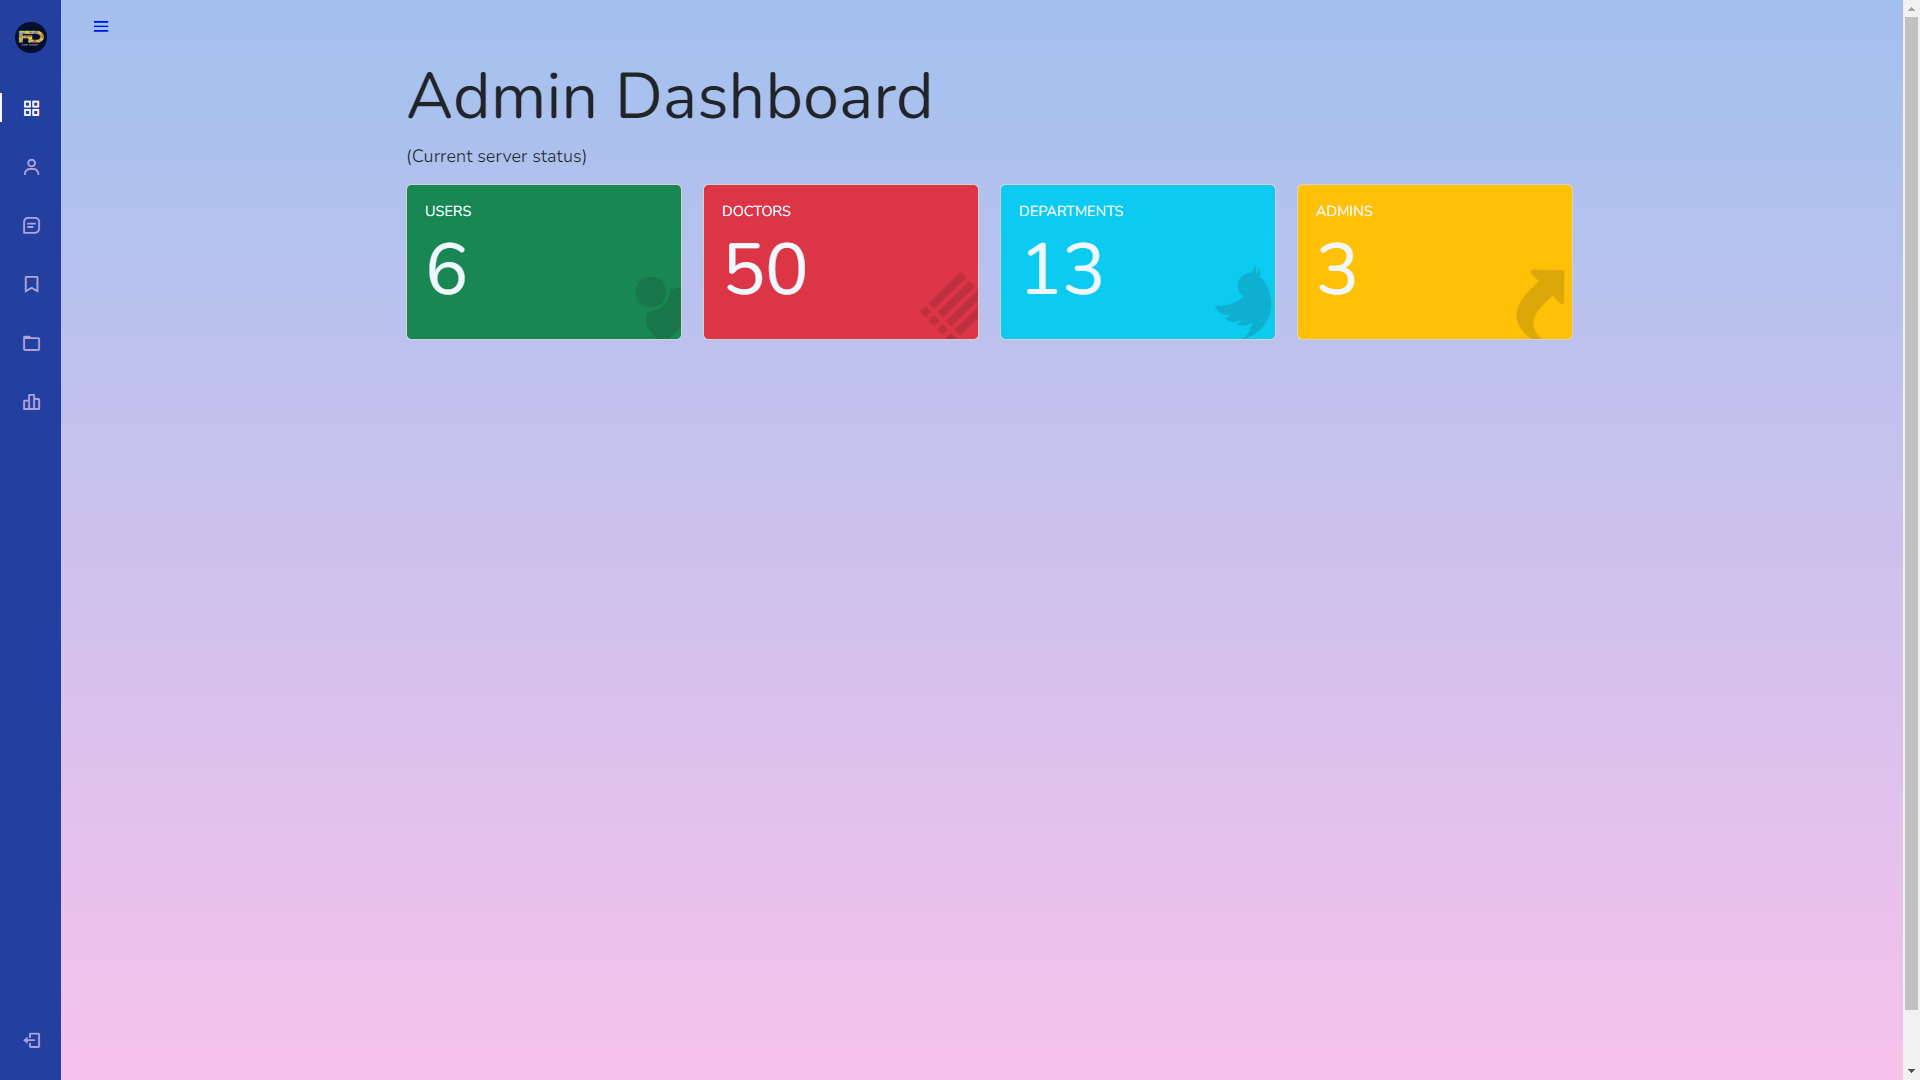 Admin Dashboard
(Current server status)
USERS
6
DOCTORS
50
DEPARTMENTS
13
ADMINS
3